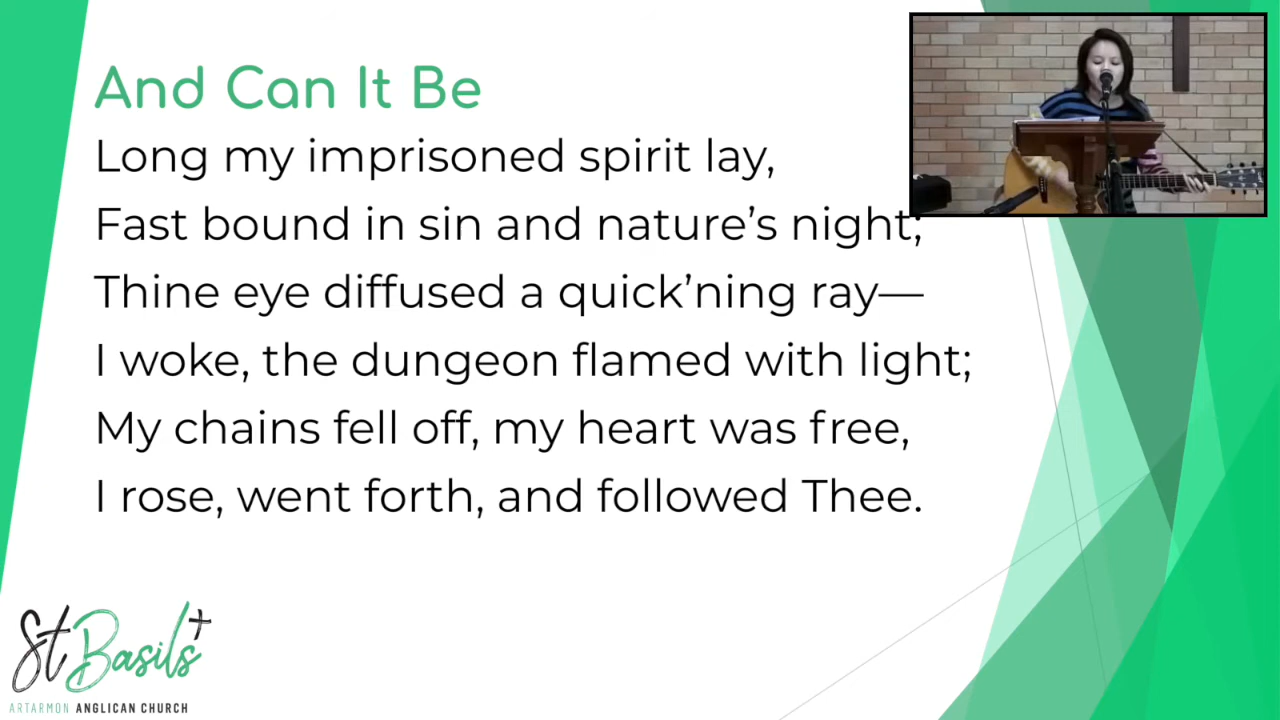 And Can It Be
Long my imprisoned spirit lay,
Fast bound in sin and nature’s night;
Thine eye diffused a quick’ning ray—
I woke, the dungeon flamed with light;
My chains fell off, my heart was free,
I rose, went forth, and followed Thee.
St Basils
ARTARMON ANGLICAN CHURCH